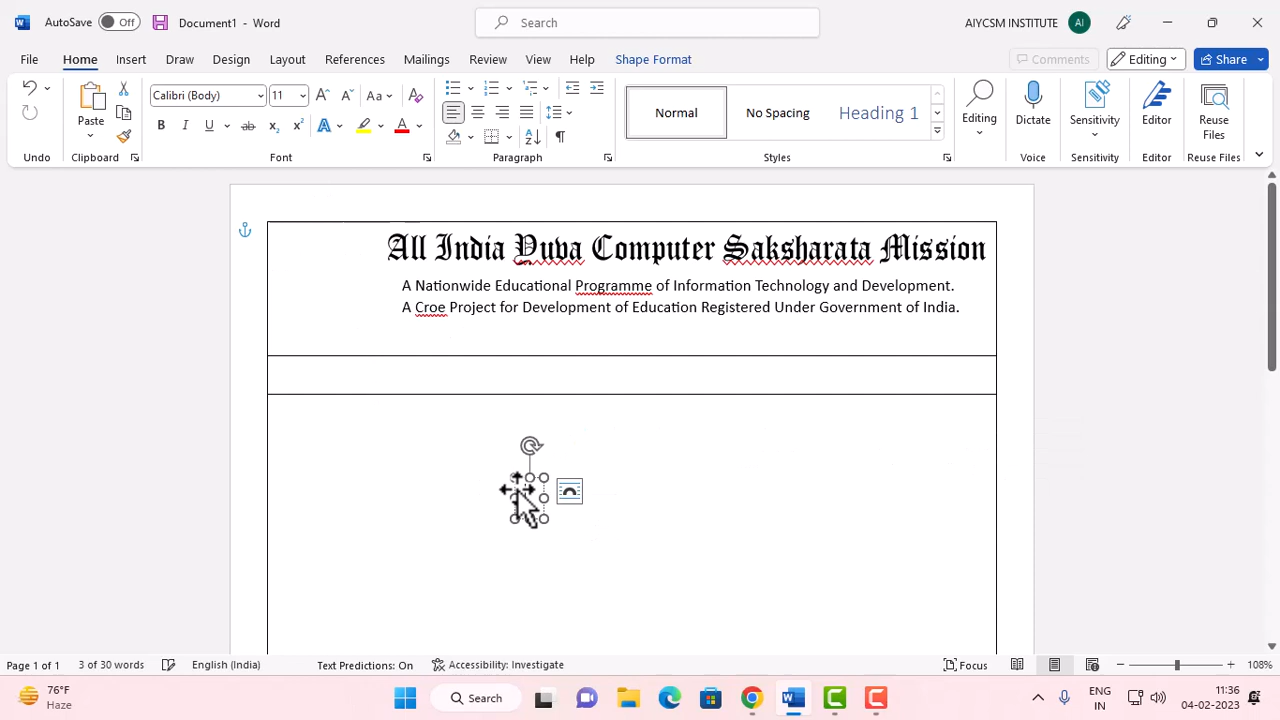 AutoSave Off Document1 - Word Search AIYCSM INSTITUTE AI
File Home Insert Draw Design Layout References Mailings Review View Help Shape Format Comments Editing Share
Calibri (Body) 11 Normal No Spacing Heading 1
Paste Editing Dictate Sensitivity Editor Reuse Files
Undo Clipboard Font Paragraph Styles Voice Sensitivity Editor Reuse Files
All India Yuva Computer Saksharata Mission
A Nationwide Educational Programme of Information Technology and Development.
A Croe Project for Development of Education Registered Under Government of India.
Page 1 of 1 3 of 30 words English (India) Text Predictions: On Accessibility: Investigate Focus 108%
76°F Haze Search ENG IN 11:36 04-02-2023